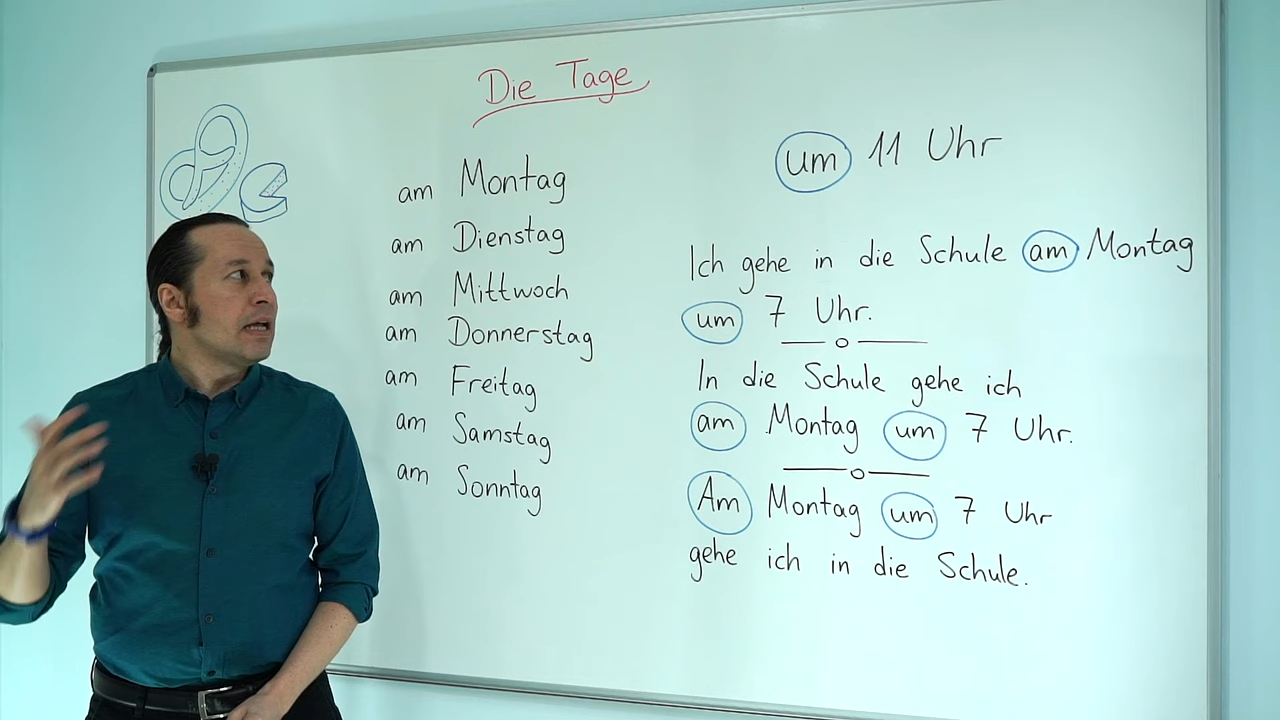 Die Tage
am Montag
am Dienstag
am Mittwoch
am Donnerstag
am Freitag
am Samstag
am Sonntag
um 11 Uhr
Ich gehe in die Schule am Montag
um 7 Uhr.
In die Schule gehe ich
am Montag um 7 Uhr.
Am Montag um 7 Uhr
gehe ich in die Schule.